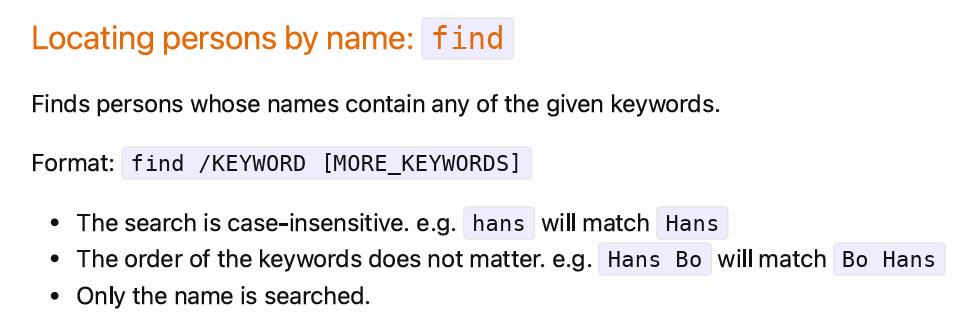 Locating persons by name: find
Finds persons whose names contain any of the given keywords.
Format: find /KEYWORD [MORE_KEYWORDS]
• The search is case-insensitive. e.g. hans will match Hans
• The order of the keywords does not matter. e.g. Hans Bo will match Bo Hans
• Only the name is searched.